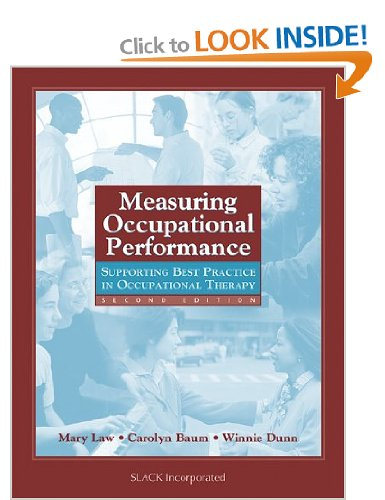 Click to LOOK INSIDE!
Measuring
Occupational
Performance
Supporting Best Practice
in Occupational Therapy
SECOND EDITION
Mary Law • Carolyn Baum • Winnie Dunn
SLACK Incorporated